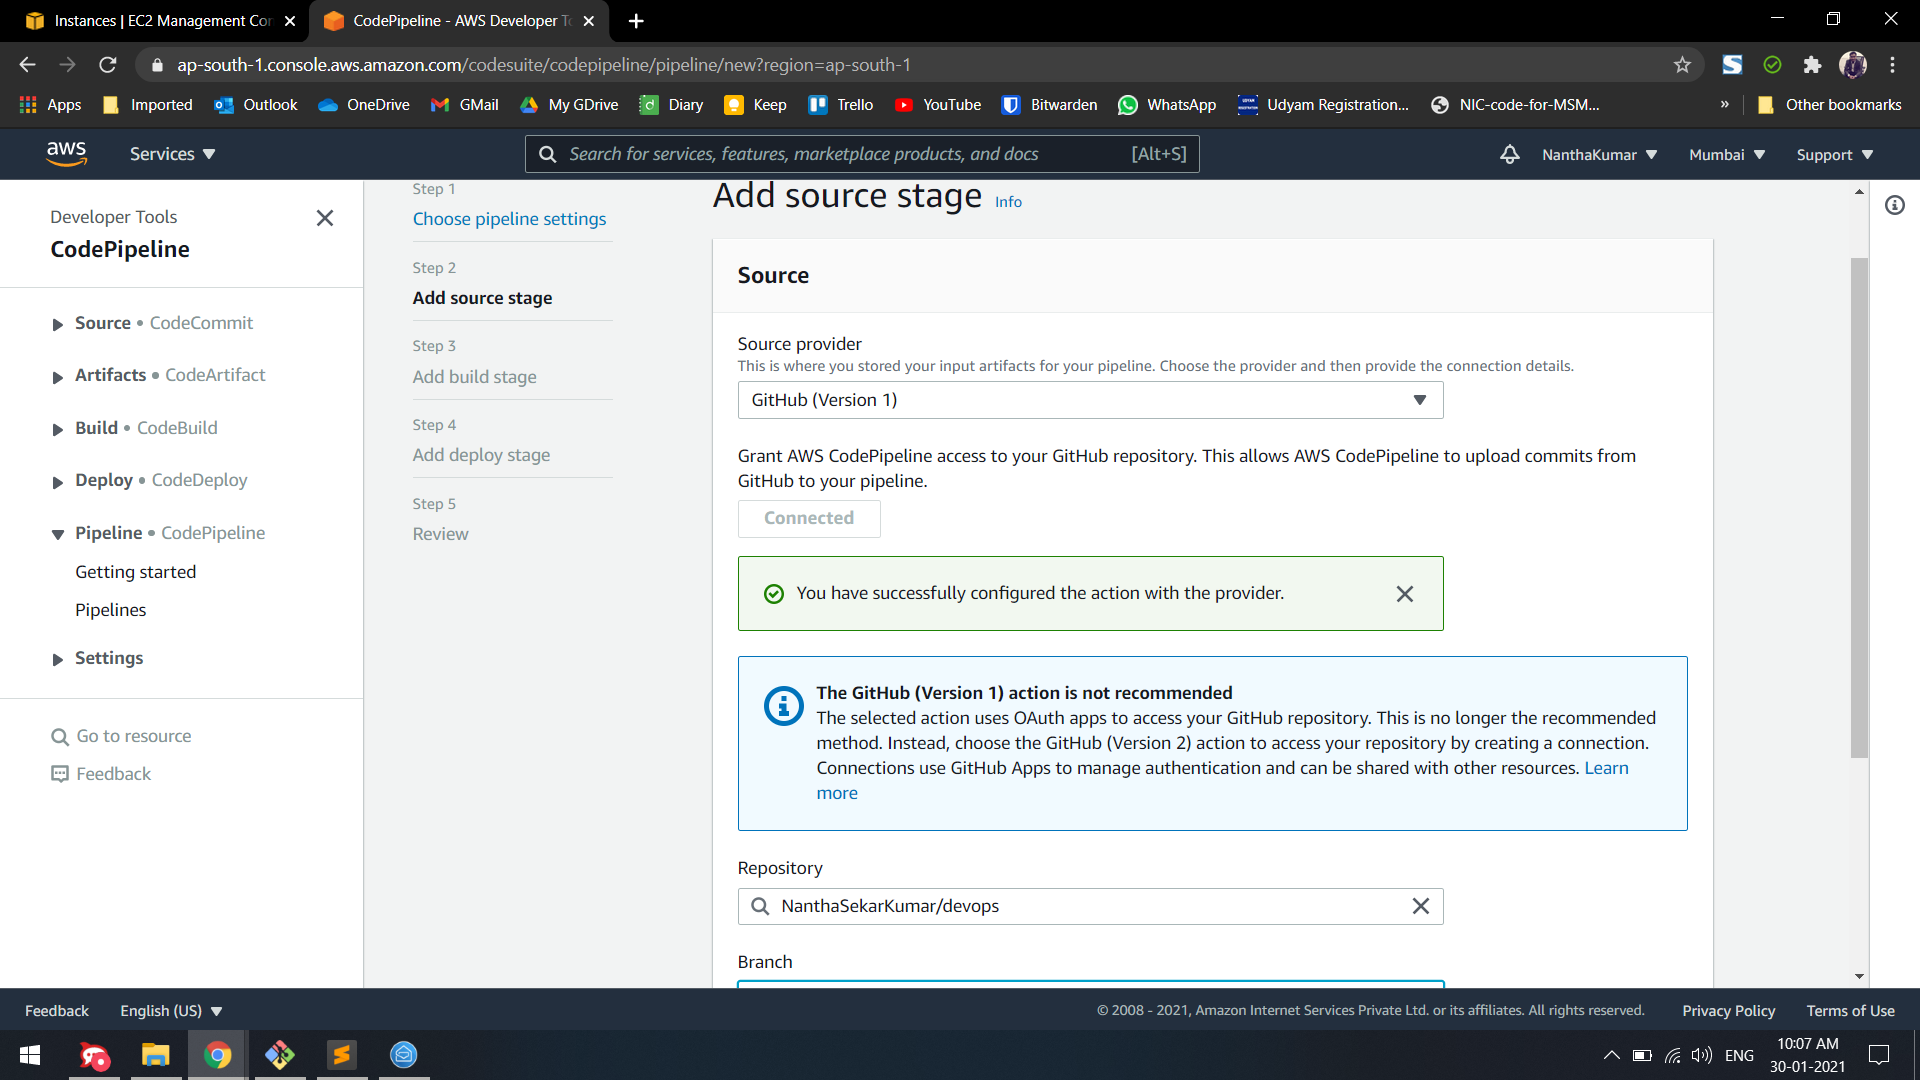 Instances | EC2 Management Con
CodePipeline - AWS Developer To
ap-south-1.console.aws.amazon.com/codesuite/codepipeline/pipeline/new?region=ap-south-1
Apps
Imported
Outlook
OneDrive
GMail
My GDrive
Diary
Keep
Trello
YouTube
Bitwarden
WhatsApp
Udyam Registration...
NIC-code-for-MSM...
»
Other bookmarks
aws
Services
Search for services, features, marketplace products, and docs
[Alt+S]
NanthaKumar
Mumbai
Support
Developer Tools
CodePipeline
Source • CodeCommit
Artifacts • CodeArtifact
Build • CodeBuild
Deploy • CodeDeploy
Pipeline • CodePipeline
Getting started
Pipelines
Settings
Go to resource
Feedback
Step 1
Choose pipeline settings
Step 2
Add source stage
Step 3
Add build stage
Step 4
Add deploy stage
Step 5
Review
Add source stage Info
Source
Source provider
This is where you stored your input artifacts for your pipeline. Choose the provider and then provide the connection details.
GitHub (Version 1)
Grant AWS CodePipeline access to your GitHub repository. This allows AWS CodePipeline to upload commits from
GitHub to your pipeline.
Connected
You have successfully configured the action with the provider.
The GitHub (Version 1) action is not recommended
The selected action uses OAuth apps to access your GitHub repository. This is no longer the recommended
method. Instead, choose the GitHub (Version 2) action to access your repository by creating a connection.
Connections use GitHub Apps to manage authentication and can be shared with other resources. Learn
more
Repository
NanthaSekarKumar/devops
Branch
Feedback
English (US)
© 2008 - 2021, Amazon Internet Services Private Ltd. or its affiliates. All rights reserved.
Privacy Policy
Terms of Use
ENG
10:07 AM
30-01-2021